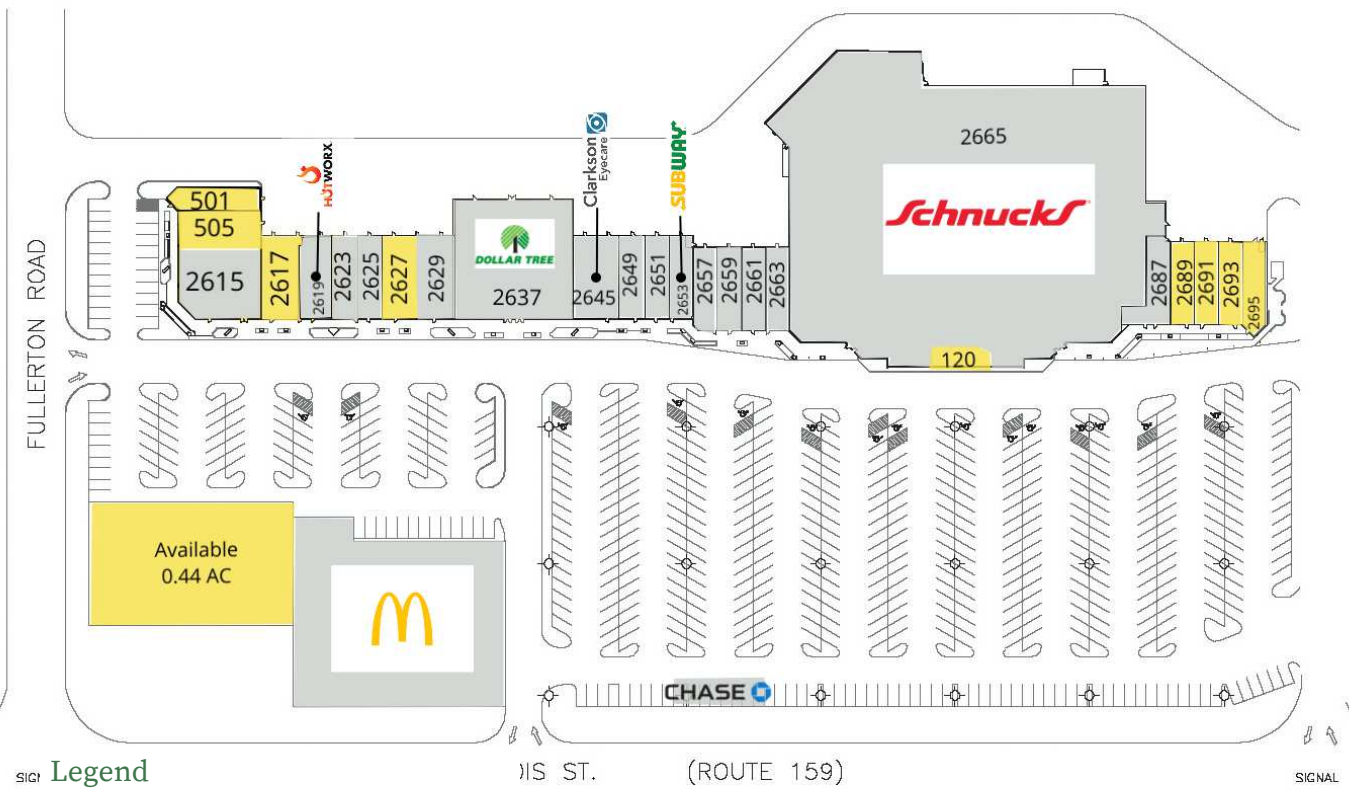 2665
Schnucks
HOTWORX
Clarkson
Eyecare
SUBWAY
501
505
2615
2617
2619
2623
2625
2627
2629
DOLLAR TREE
2637
2645
2649
2651
2653
2657
2659
2661
2663
2687
2689
2691
2693
2695
120
FULLERTON ROAD
Available
0.44 AC
CHASE
Legend
IS ST. (ROUTE 159)
SIGNAL